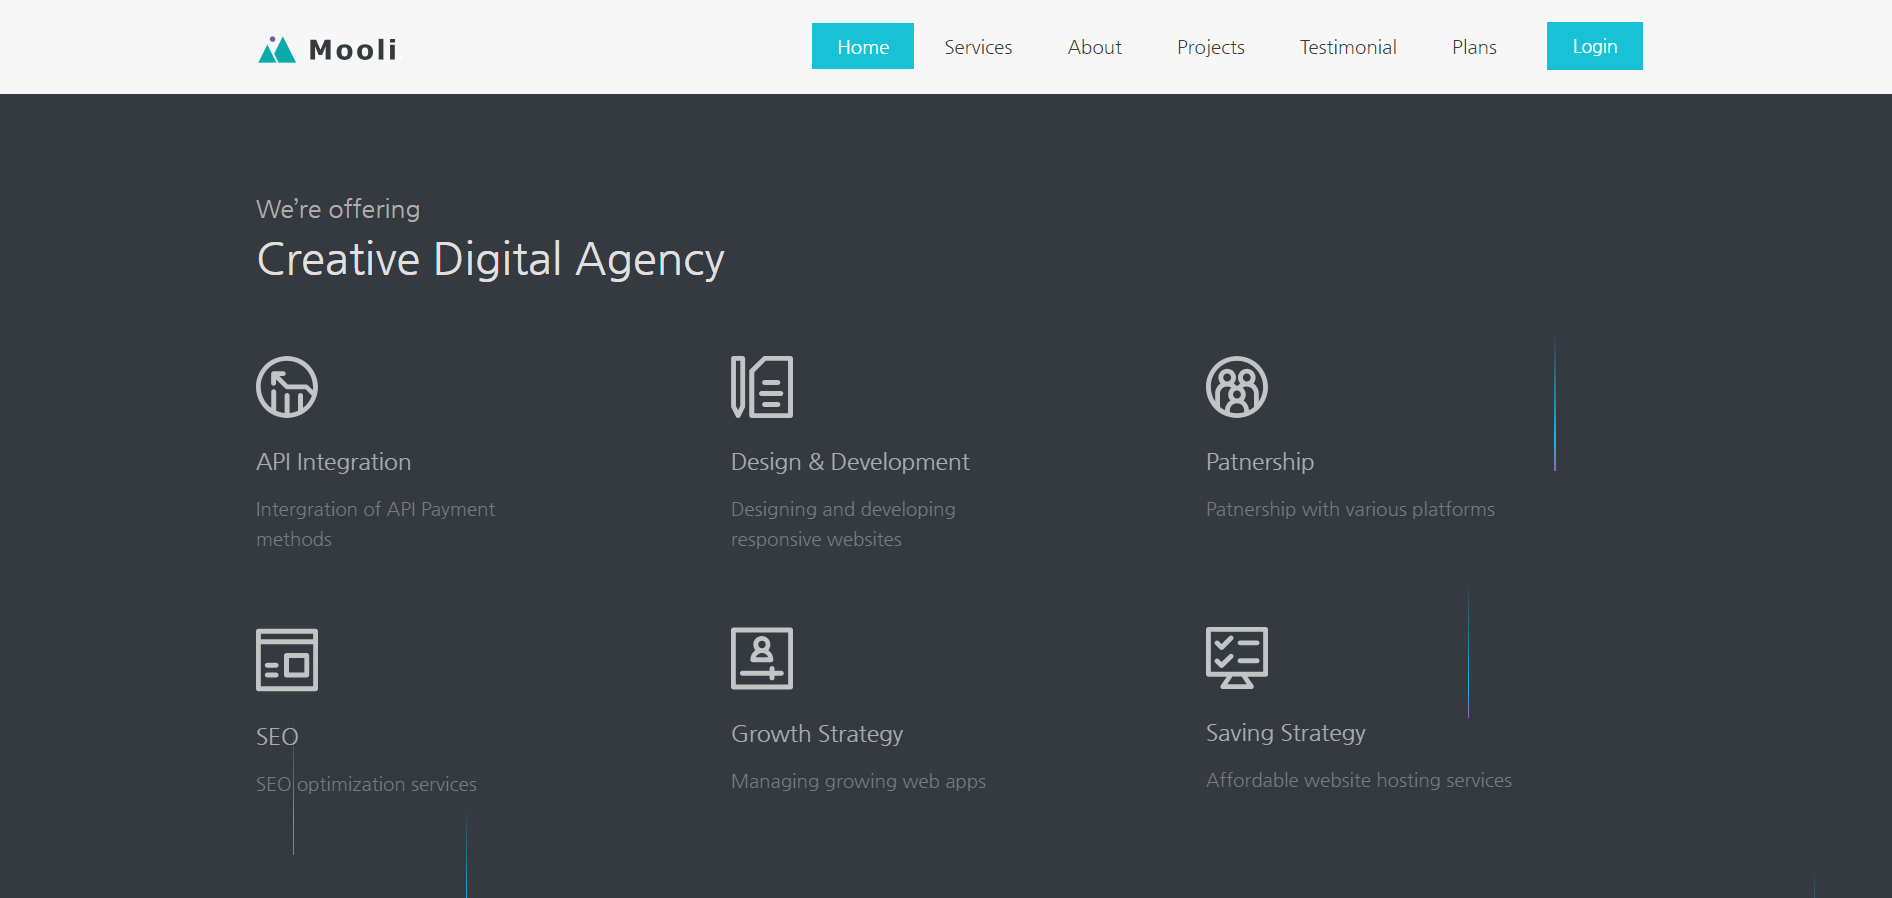 Mooli
Home Services About Projects Testimonial Plans Login
We’re offering
Creative Digital Agency
API Integration
Intergration of API Payment
methods
Design & Development
Designing and developing
responsive websites
Patnership
Patnership with various platforms
SEO
SEO optimization services
Growth Strategy
Managing growing web apps
Saving Strategy
Affordable website hosting services